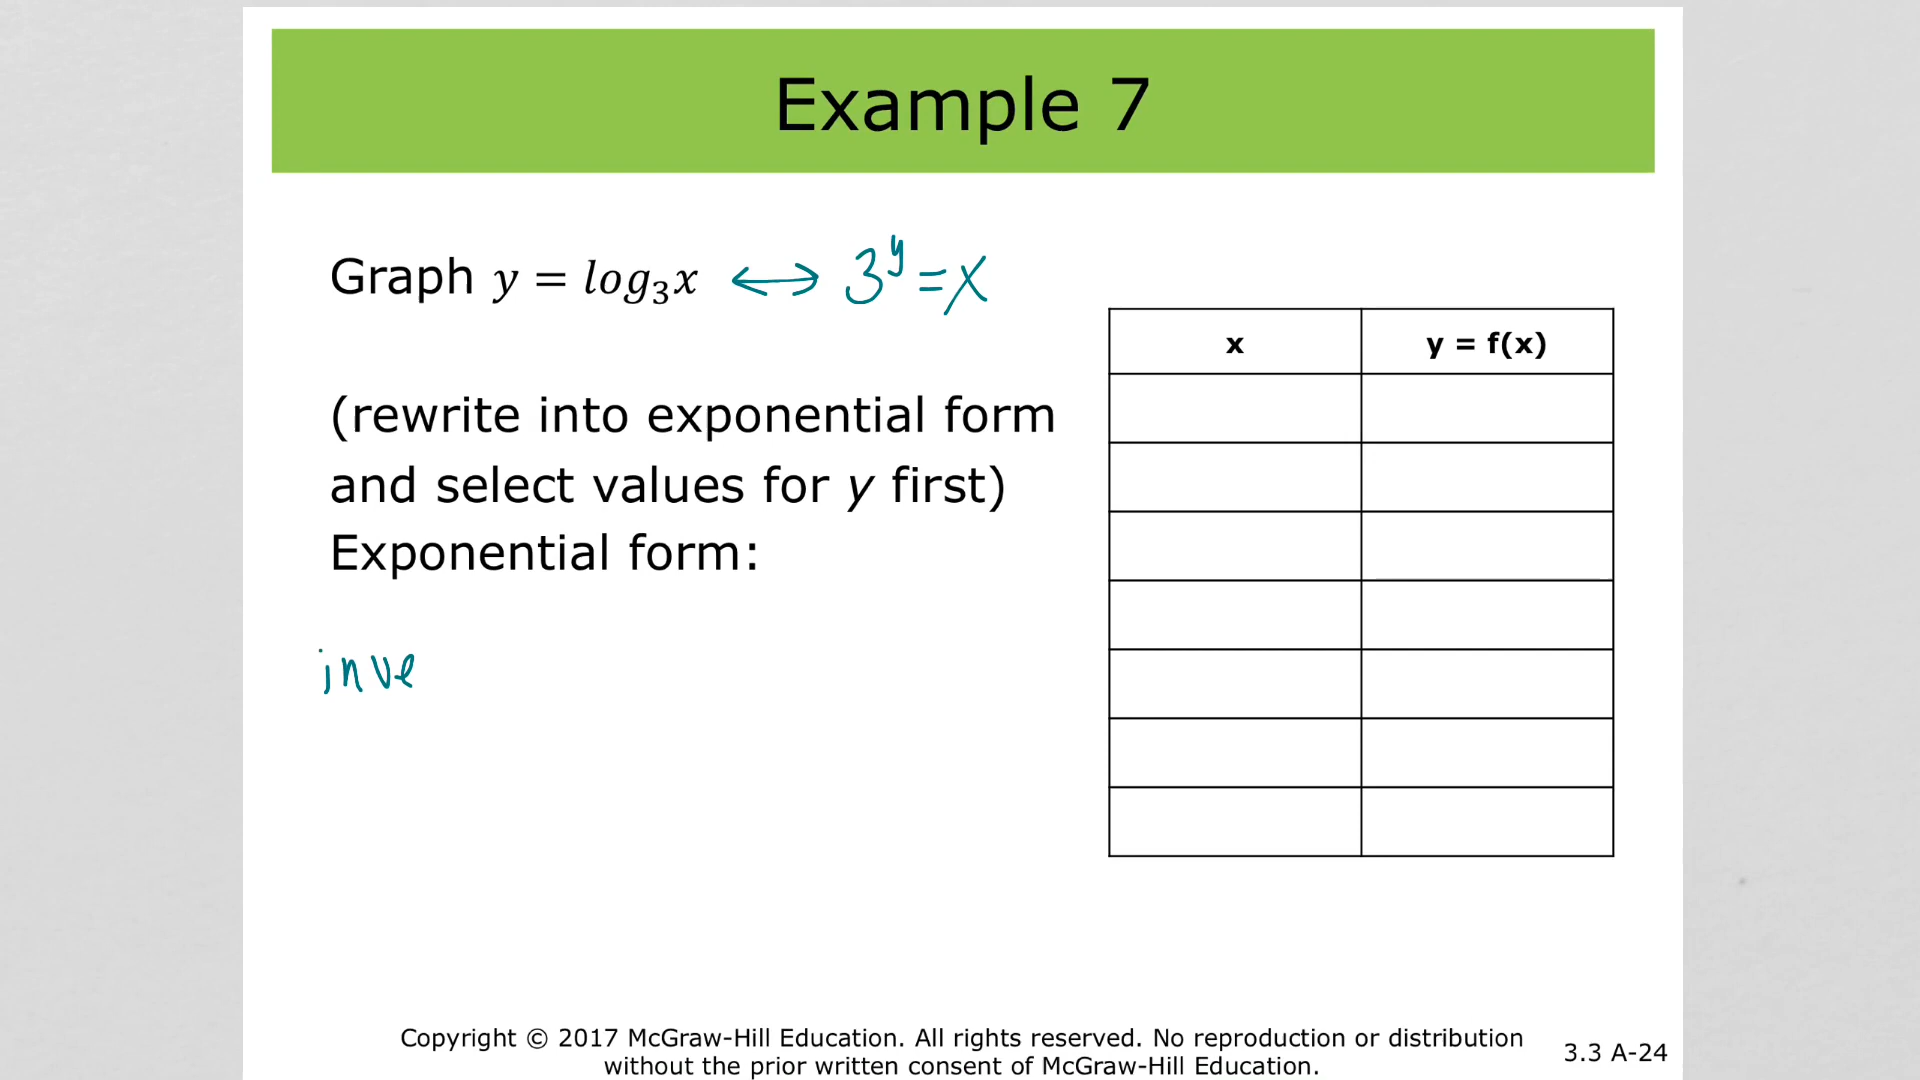 Example 7
Graph y = log₃x ⟷ 3ʸ = x
x y = f(x)
(rewrite into exponential form
and select values for y first)
Exponential form:
inve
Copyright © 2017 McGraw-Hill Education. All rights reserved. No reproduction or distribution
without the prior written consent of McGraw-Hill Education.
3.3 A-24